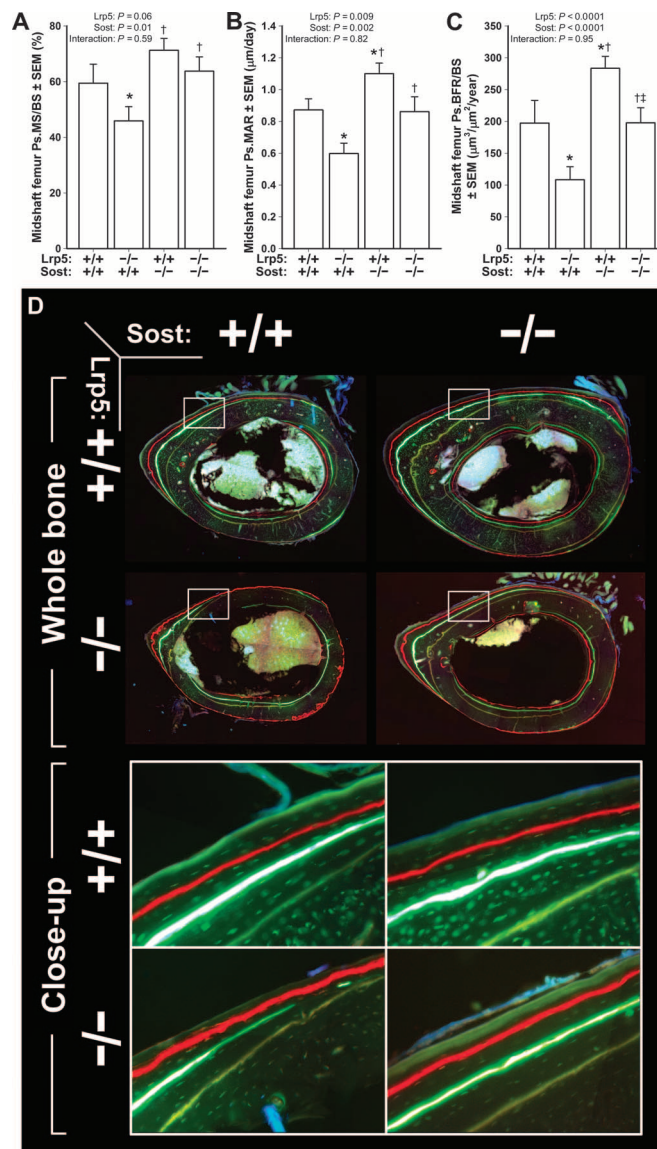 A
Lrp5: P = 0.06
Sost: P = 0.01
Interaction: P = 0.59
Midshaft femur Ps.MS/BS ± SEM (%)
80
60
40
20
0
*
†
†
Lrp5: +/+ −/− +/+ −/−
Sost: +/+ +/+ −/− −/−
B
Lrp5: P = 0.009
Sost: P = 0.002
Interaction: P = 0.82
Midshaft femur Ps.MAR ± SEM (μm/day)
1.4
1.2
1.0
0.8
0.6
0.4
0.2
0.0
*
*†
†
+/+ −/− +/+ −/−
+/+ +/+ −/− −/−
C
Lrp5: P < 0.0001
Sost: P < 0.0001
Interaction: P = 0.95
Midshaft femur Ps.BFR/BS
± SEM (μm³/μm²/year)
350
300
250
200
150
100
50
0
*
*†
†‡
+/+ −/− +/+ −/−
+/+ +/+ −/− −/−
D
Sost: +/+ −/−
Lrp5:
Whole bone
+/+
−/−
Close-up
+/+
−/−